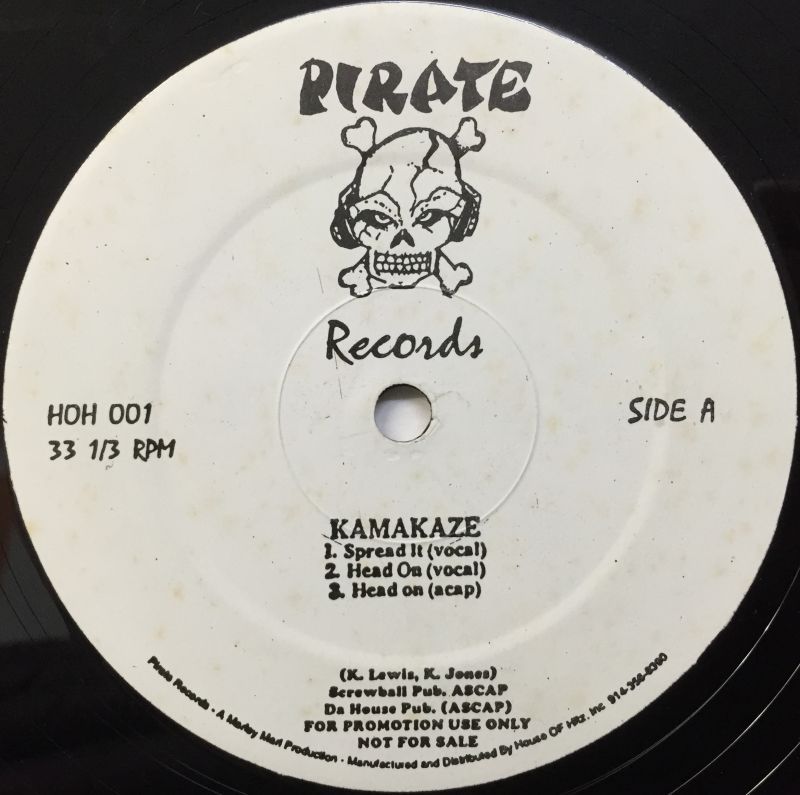 PIRATE
Records
HOH 001
33 1/3 RPM
SIDE A
KAMAKAZE
1. Spread It (vocal)
2. Head On (vocal)
3. Head on (acap)
(K. Lewis, K. Jones)
Screwball Pub. ASCAP
Da House Pub. (ASCAP)
FOR PROMOTION USE ONLY
NOT FOR SALE
Pirate Records - A Marley Marl Production - Manufactured and Distributed By House OF Hitz, Inc